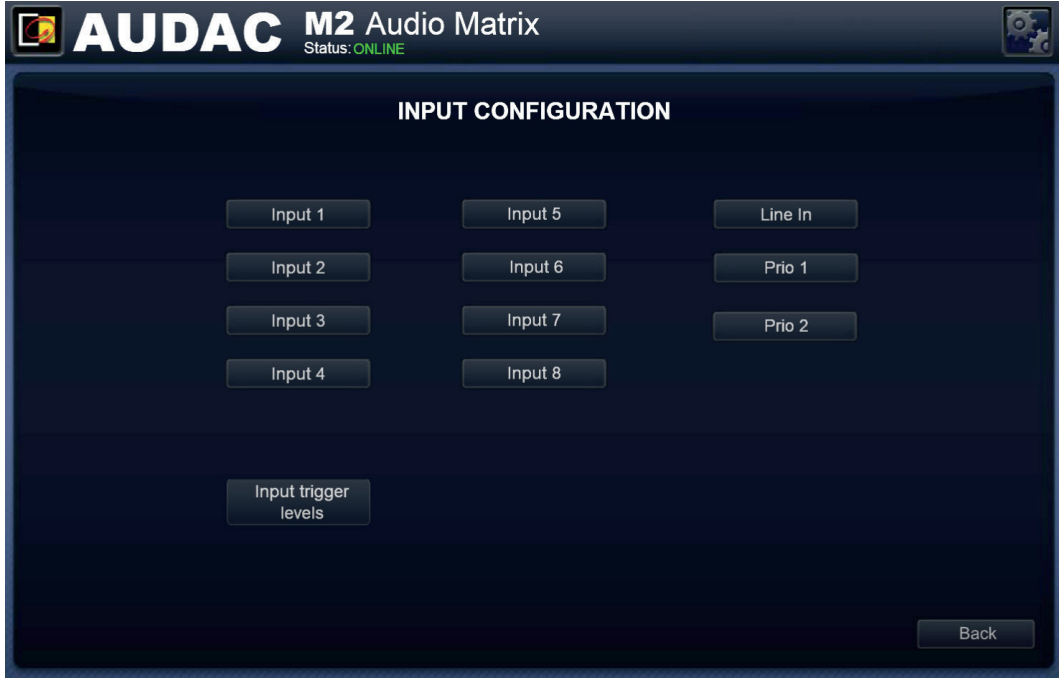 AUDAC M2 Audio Matrix
Status: ONLINE
INPUT CONFIGURATION
Input 1
Input 2
Input 3
Input 4
Input 5
Input 6
Input 7
Input 8
Line In
Prio 1
Prio 2
Input trigger
levels
Back